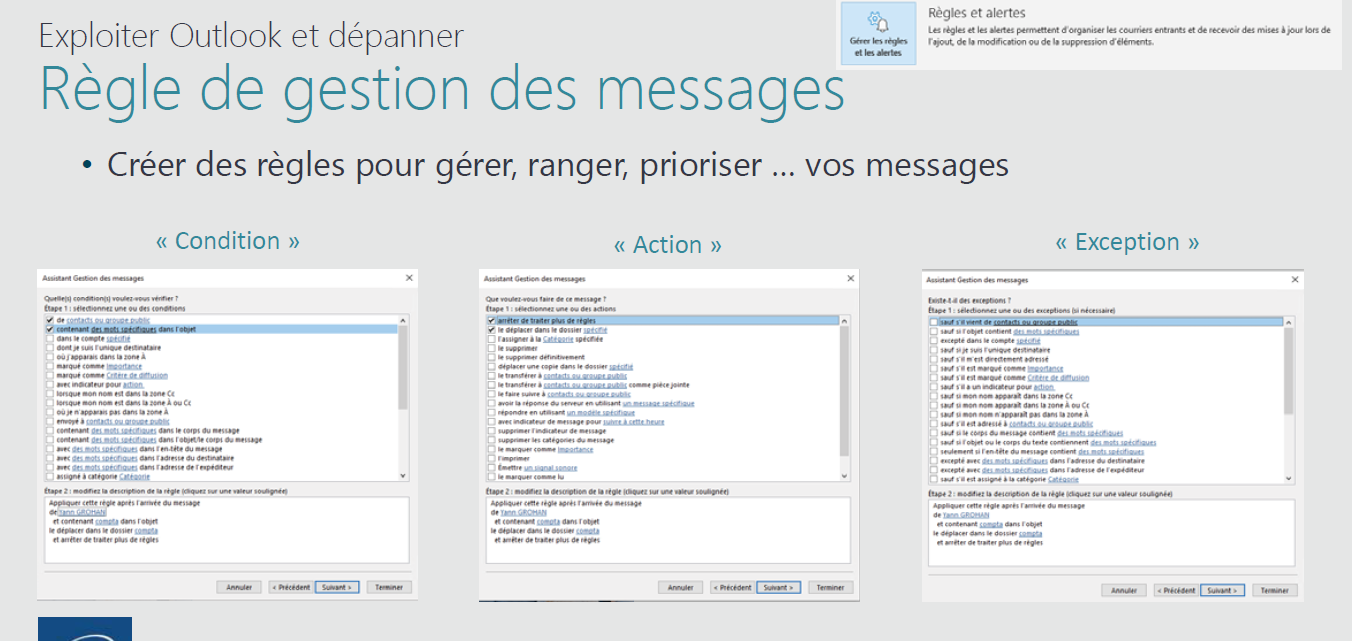 Exploiter Outlook et dépanner
Règle de gestion des messages
Gérer les règles
et les alertes
Règles et alertes
Les règles et les alertes permettent d'organiser les courriers entrants et de recevoir des mises à jour lors de
l'ajout, de la modification ou de la suppression d'éléments.
• Créer des règles pour gérer, ranger, prioriser ... vos messages
« Condition »
Assistant Gestion des messages
Quelle(s) condition(s) voulez-vous vérifier ?
Étape 1 : sélectionnez une ou des conditions
de contacts ou groupe public
contenant des mots spécifiques dans l'objet
dans le compte spécifié
dont je suis l'unique destinataire
où j'apparais dans la zone À
marqué comme Importance
marqué comme Critère de diffusion
avec indicateur pour action.
lorsque mon nom est dans la zone Cc
lorsque mon nom est dans la zone À ou Cc
où je n'apparais pas dans la zone À
envoyé à contacts ou groupe public
contenant des mots spécifiques dans le corps du message
contenant des mots spécifiques dans l'objet/le corps du message
avec des mots spécifiques dans l'en-tête du message
avec des mots spécifiques dans l'adresse du destinataire
avec des mots spécifiques dans l'adresse de l'expéditeur
assigné à catégorie Catégorie
Étape 2 : modifiez la description de la règle (cliquez sur une valeur soulignée)
Appliquer cette règle après l'arrivée du message
de Yann GROHAN
et contenant compta dans l'objet
le déplacer dans le dossier compta
et arrêter de traiter plus de règles
Annuler < Précédent Suivant > Terminer
« Action »
Assistant Gestion des messages
Que voulez-vous faire de ce message ?
Étape 1 : sélectionnez une ou des actions
arrêter de traiter plus de règles
le déplacer dans le dossier spécifié
l'assigner à la Catégorie spécifiée
le supprimer
le supprimer définitivement
déplacer une copie dans le dossier spécifié
le transférer à contacts ou groupe public
le transférer à contacts ou groupe public comme pièce jointe
le faire suivre à contacts ou groupe public
avoir la réponse du serveur en utilisant un message spécifique
répondre en utilisant un modèle spécifique
avec indicateur de message pour suivre à cette heure
supprimer l'indicateur de message
supprimer les catégories du message
le marquer comme Importance
l'imprimer
Émettre un signal sonore
le marquer comme lu
Étape 2 : modifiez la description de la règle (cliquez sur une valeur soulignée)
Appliquer cette règle après l'arrivée du message
de Yann GROHAN
et contenant compta dans l'objet
le déplacer dans le dossier compta
et arrêter de traiter plus de règles
Annuler < Précédent Suivant > Terminer
« Exception »
Assistant Gestion des messages
Existe-t-il des exceptions ?
Étape 1 : sélectionnez une ou des exceptions (si nécessaire)
sauf s'il vient de contacts ou groupe public
sauf si l'objet contient des mots spécifiques
excepté dans le compte spécifié
sauf si je suis l'unique destinataire
sauf s'il m'est directement adressé
sauf s'il est marqué comme Importance
sauf s'il est marqué comme Critère de diffusion
sauf s'il a un indicateur pour action.
sauf si mon nom apparaît dans la zone Cc
sauf si mon nom apparaît dans la zone À ou Cc
sauf si mon nom n'apparaît pas dans la zone À
sauf s'il est adressé à contacts ou groupe public
sauf si le corps du message contient des mots spécifiques
sauf si l'objet ou le corps du texte contiennent des mots spécifiques
seulement si l'en-tête du message contient des mots spécifiques
excepté avec des mots spécifiques dans l'adresse du destinataire
excepté avec des mots spécifiques dans l'adresse de l'expéditeur
sauf s'il est assigné à la catégorie Catégorie
Étape 2 : modifiez la description de la règle (cliquez sur une valeur soulignée)
Appliquer cette règle après l'arrivée du message
de Yann GROHAN
et contenant compta dans l'objet
le déplacer dans le dossier compta
et arrêter de traiter plus de règles
Annuler < Précédent Suivant > Terminer